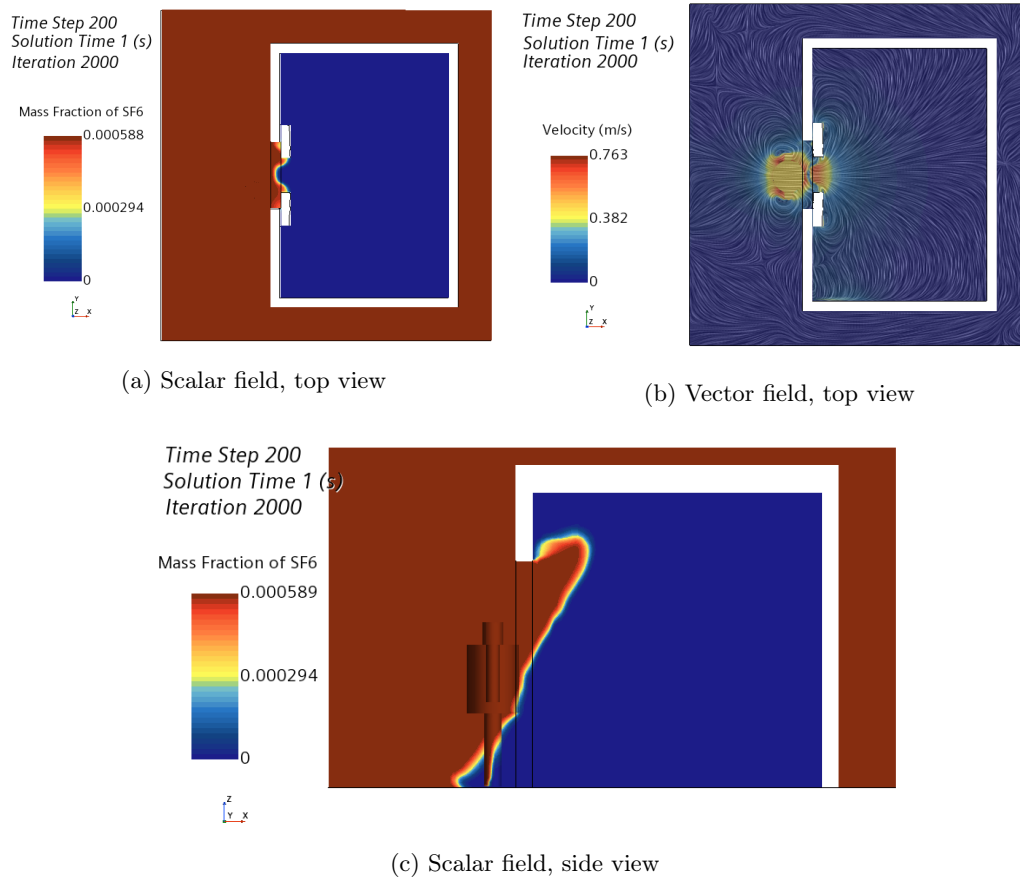 Time Step 200
Solution Time 1 (s)
Iteration 2000
Mass Fraction of SF6
0.000588
0.000294
0
Y
Z X
(a) Scalar field, top view
Time Step 200
Solution Time 1 (s)
Iteration 2000
Velocity (m/s)
0.763
0.382
0
Y
Z X
(b) Vector field, top view
Time Step 200
Solution Time 1 (s)
Iteration 2000
Mass Fraction of SF6
0.000589
0.000294
0
Z
Y X
(c) Scalar field, side view